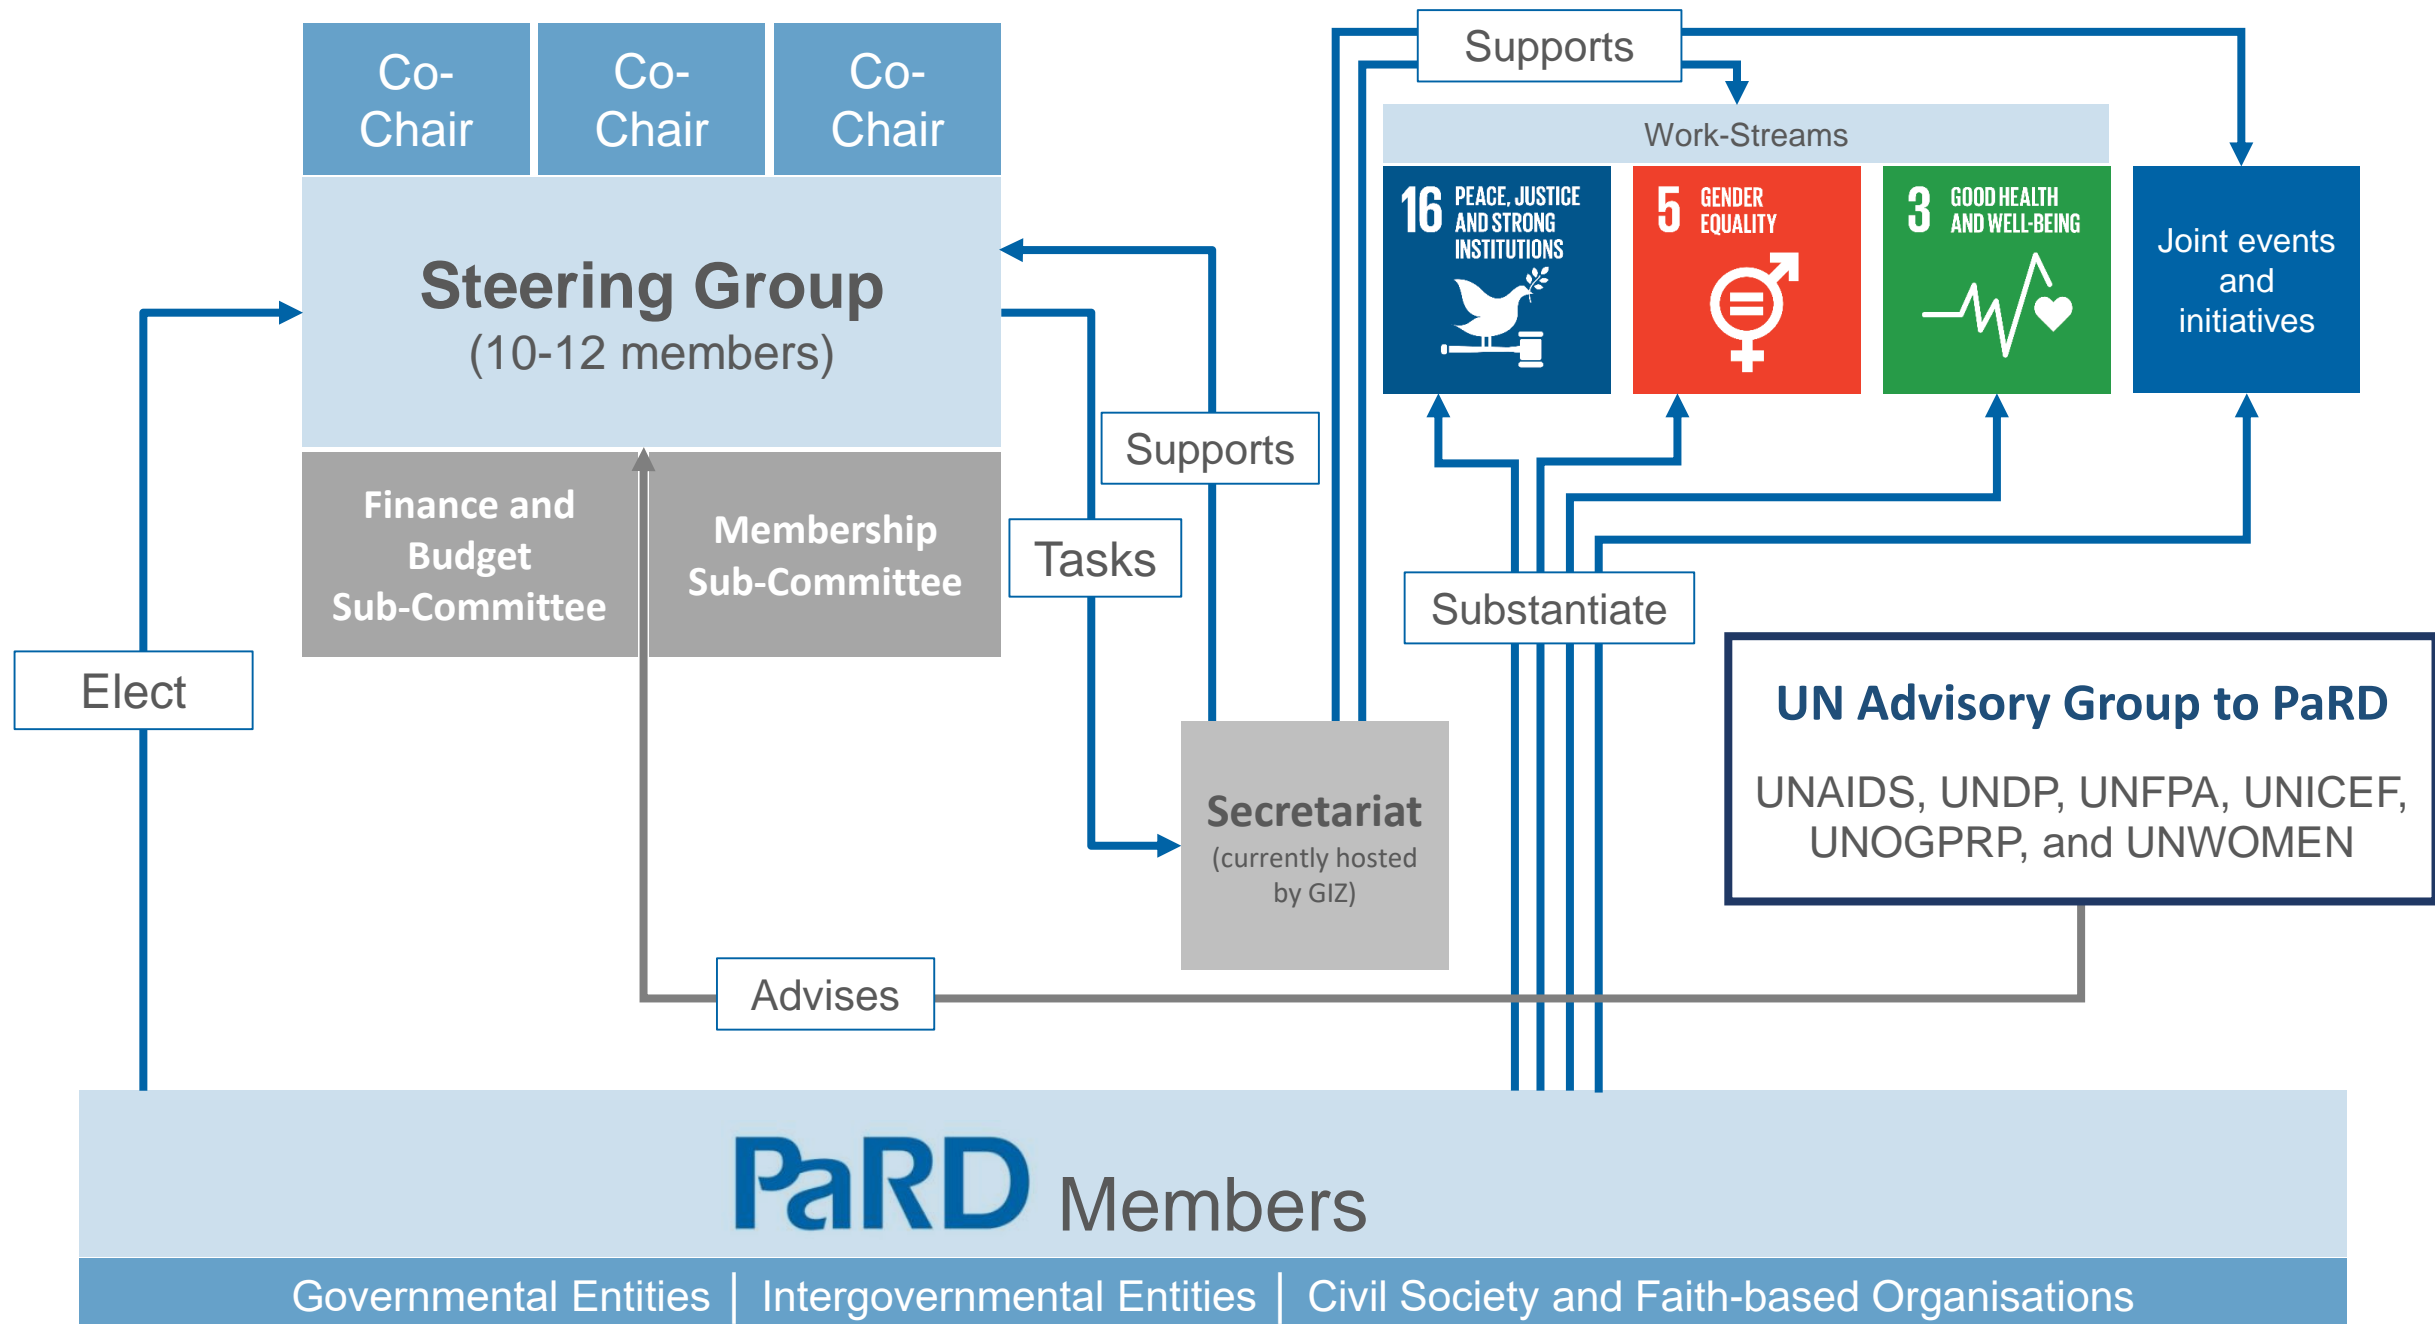 Co-
Chair
Co-
Chair
Co-
Chair
Steering Group
(10-12 members)
Finance and
Budget
Sub-Committee
Membership
Sub-Committee
Elect
Supports
Tasks
Supports
Work-Streams
16 PEACE, JUSTICE
AND STRONG
INSTITUTIONS
5 GENDER
EQUALITY
3 GOOD HEALTH
AND WELL-BEING
Joint events
and
initiatives
Substantiate
Secretariat
(currently hosted
by GIZ)
UN Advisory Group to PaRD
UNAIDS, UNDP, UNFPA, UNICEF,
UNOGPRP, and UNWOMEN
Advises
PaRD Members
Governmental Entities | Intergovernmental Entities | Civil Society and Faith-based Organisations